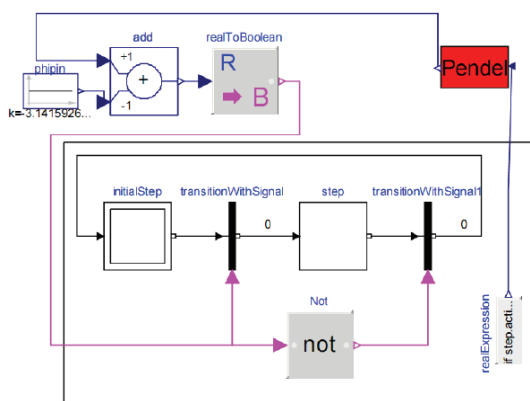 add
realToBoolean
+1
+
-1
R
B
Pendel
phipin
k=-3.1415926...
initialStep
transitionWithSignal
step
transitionWithSignal1
0
0
Not
not
realExpression
if step.acti...